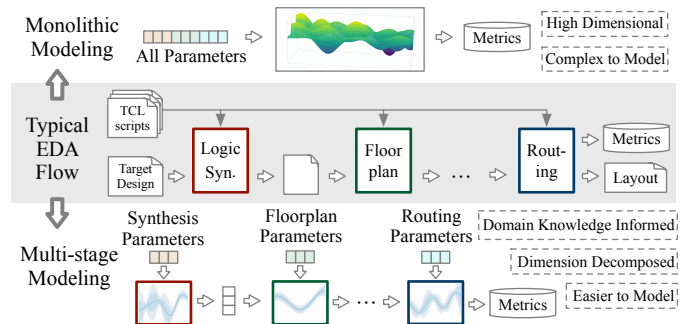 Monolithic
Modeling
All Parameters
Metrics
High Dimensional
Complex to Model
Typical
EDA
Flow
TCL
scripts
Target
Design
Logic
Syn.
Floor
plan
...
Rout-
ing
Metrics
Layout
Multi-stage
Modeling
Synthesis
Parameters
Floorplan
Parameters
Routing
Parameters
...
Metrics
Domain Knowledge Informed
Dimension Decomposed
Easier to Model